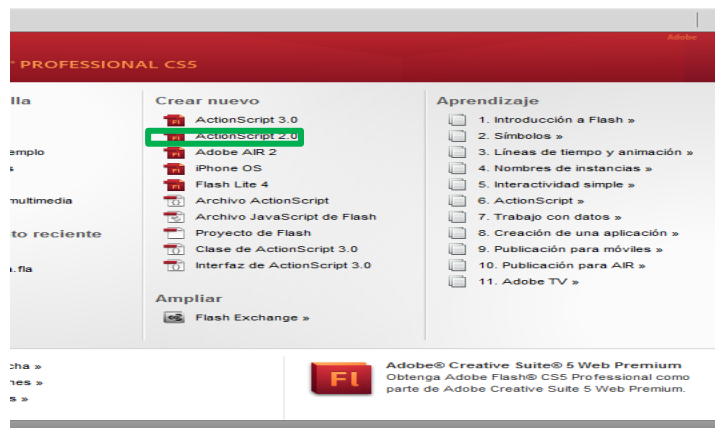 Adobe
PROFESSIONAL CS5
lla
emplo
s
multimedia
to reciente
a.fla
Crear nuevo
ActionScript 3.0
ActionScript 2.0
Adobe AIR 2
iPhone OS
Flash Lite 4
Archivo ActionScript
Archivo JavaScript de Flash
Proyecto de Flash
Clase de ActionScript 3.0
Interfaz de ActionScript 3.0
Ampliar
Flash Exchange »
Aprendizaje
1. Introducción a Flash »
2. Símbolos »
3. Líneas de tiempo y animación »
4. Nombres de instancias »
5. Interactividad simple »
6. ActionScript »
7. Trabajo con datos »
8. Creación de una aplicación »
9. Publicación para móviles »
10. Publicación para AIR »
11. Adobe TV »
cha »
nes »
s »
FL
Adobe® Creative Suite® 5 Web Premium
Obtenga Adobe Flash® CS5 Professional como
parte de Adobe Creative Suite 5 Web Premium.